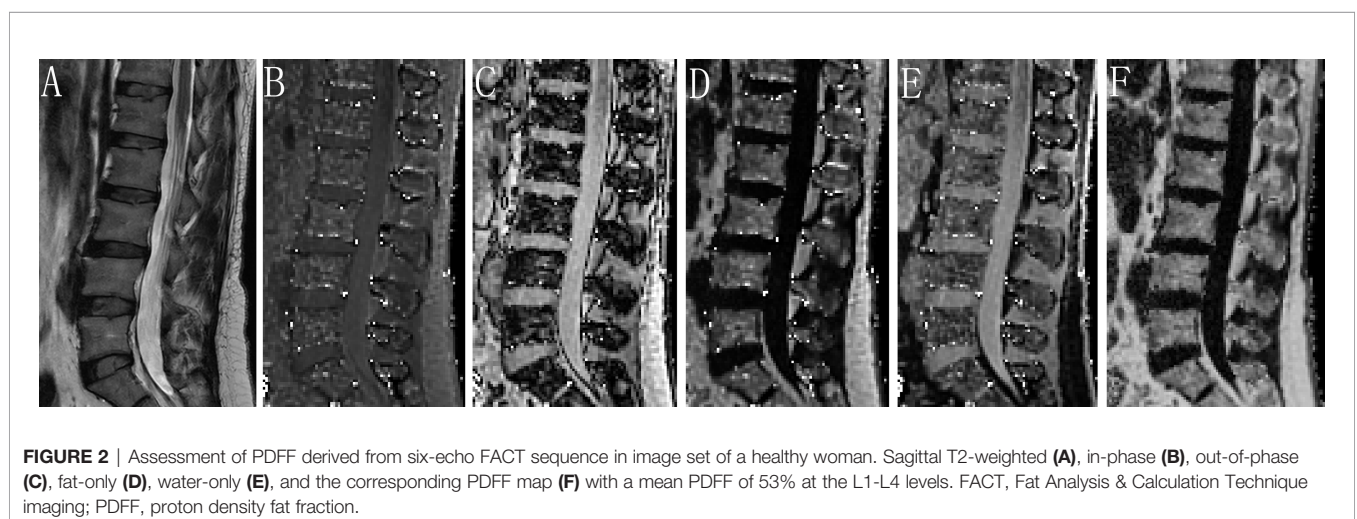 A B C D E F
FIGURE 2 | Assessment of PDFF derived from six-echo FACT sequence in image set of a healthy woman. Sagittal T2-weighted (A), in-phase (B), out-of-phase
(C), fat-only (D), water-only (E), and the corresponding PDFF map (F) with a mean PDFF of 53% at the L1-L4 levels. FACT, Fat Analysis & Calculation Technique
imaging; PDFF, proton density fat fraction.